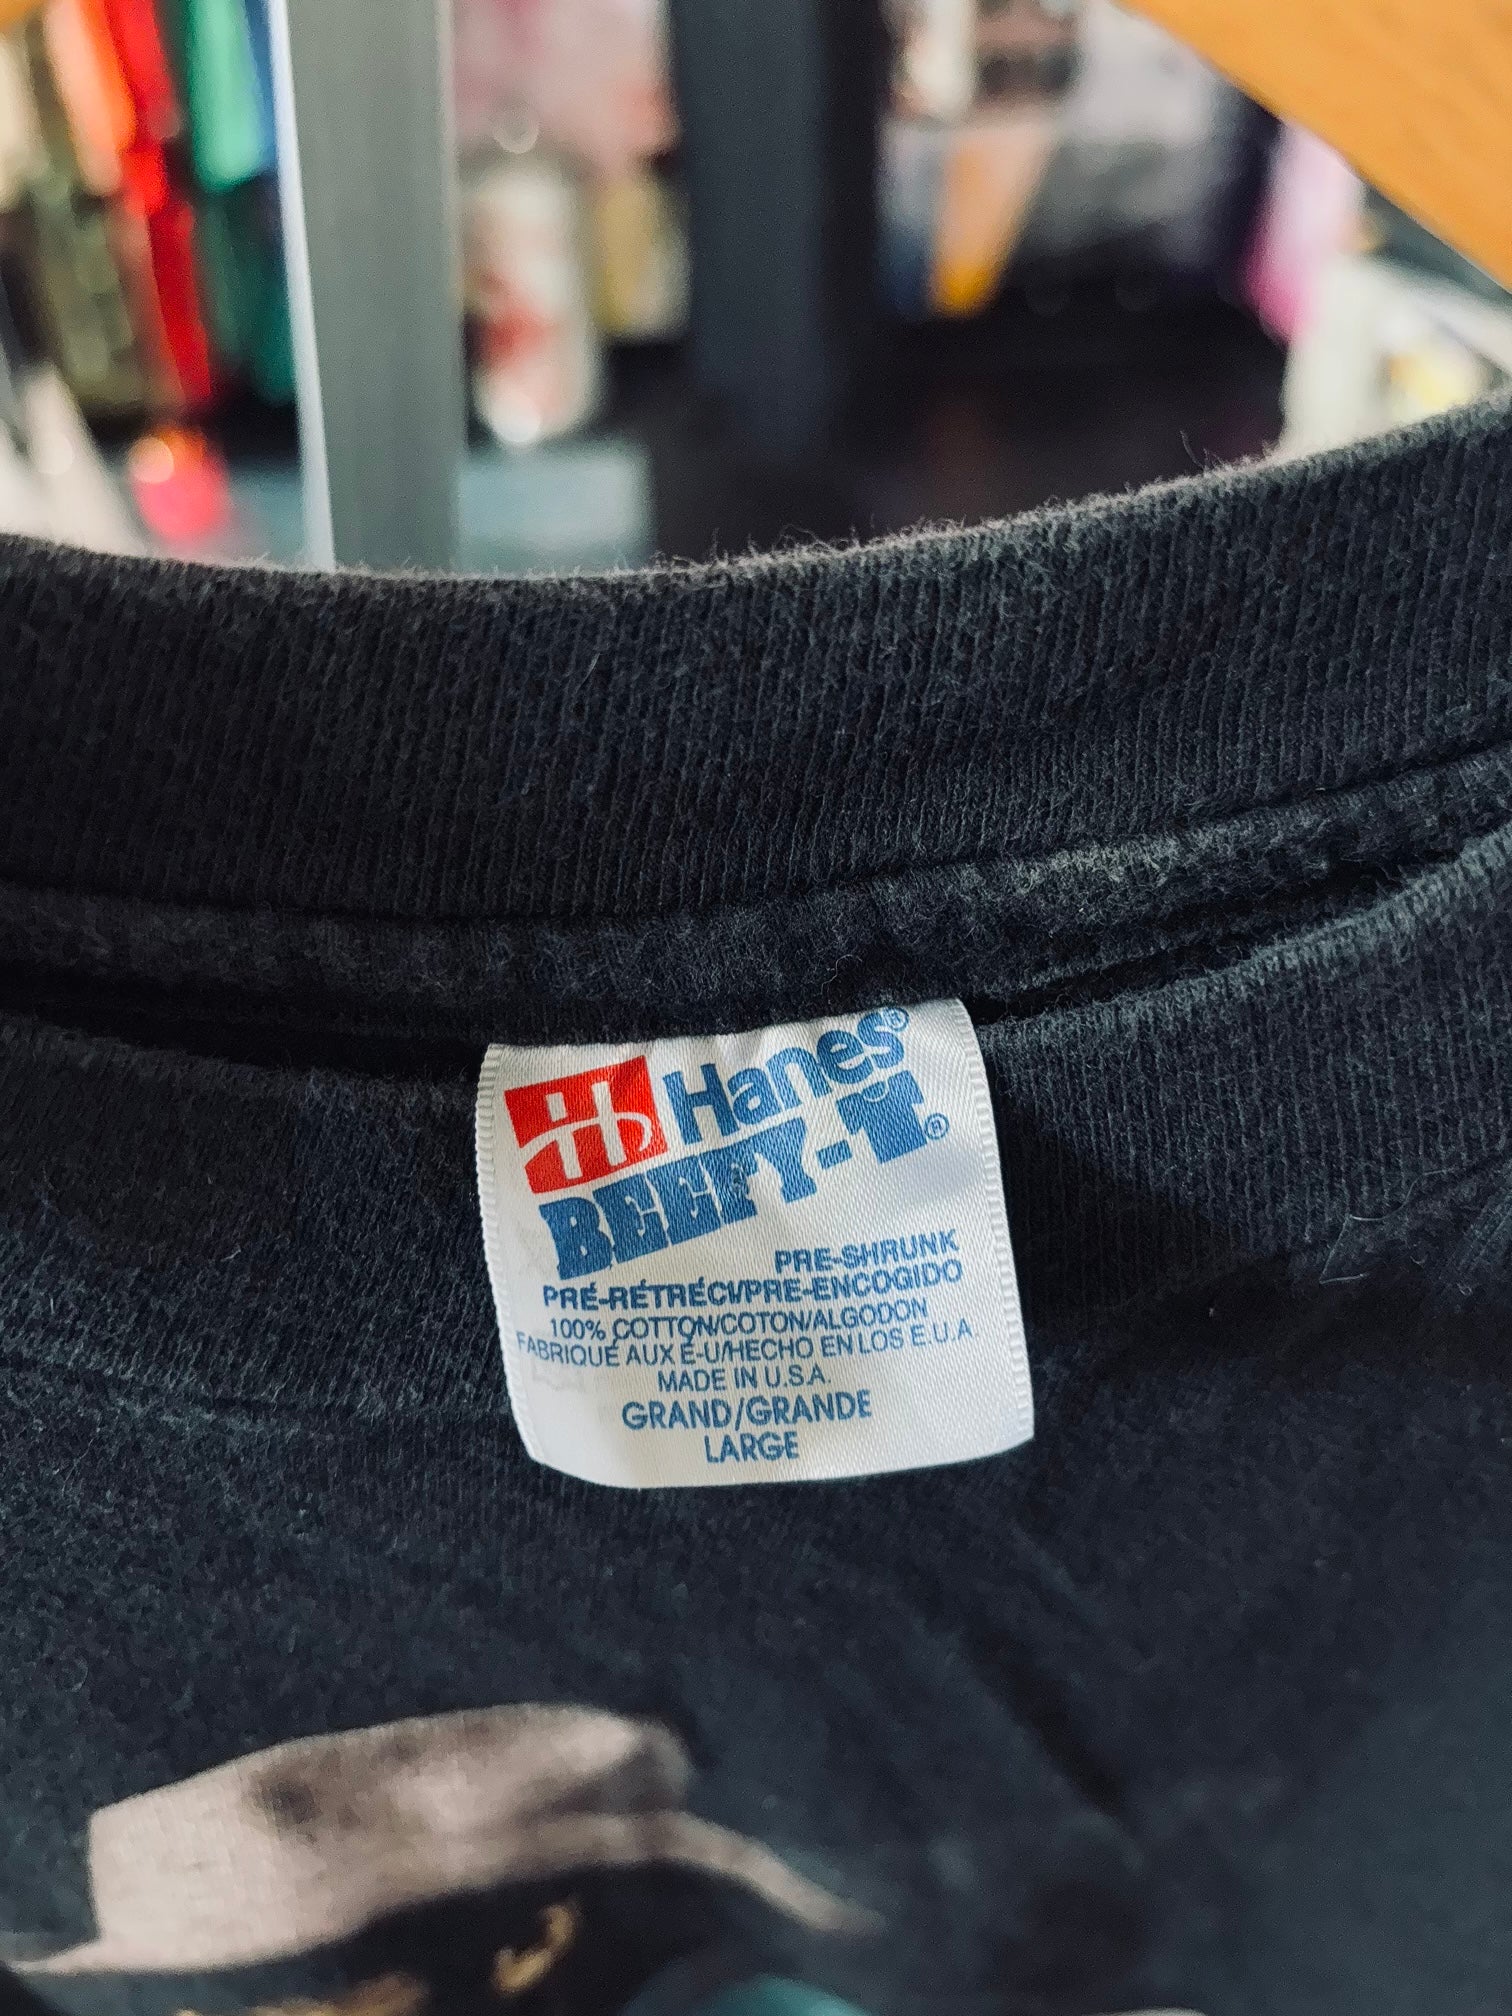 H Hanes®
BEEFY-T®
PRE-SHRUNK
PRÉ-RÉTRÉCI/PRE-ENCOGIDO
100% COTTON/COTON/ALGODON
FABRIQUÉ AUX É-U/HECHO EN LOS E.U.A.
MADE IN U.S.A.
GRAND/GRANDE
LARGE